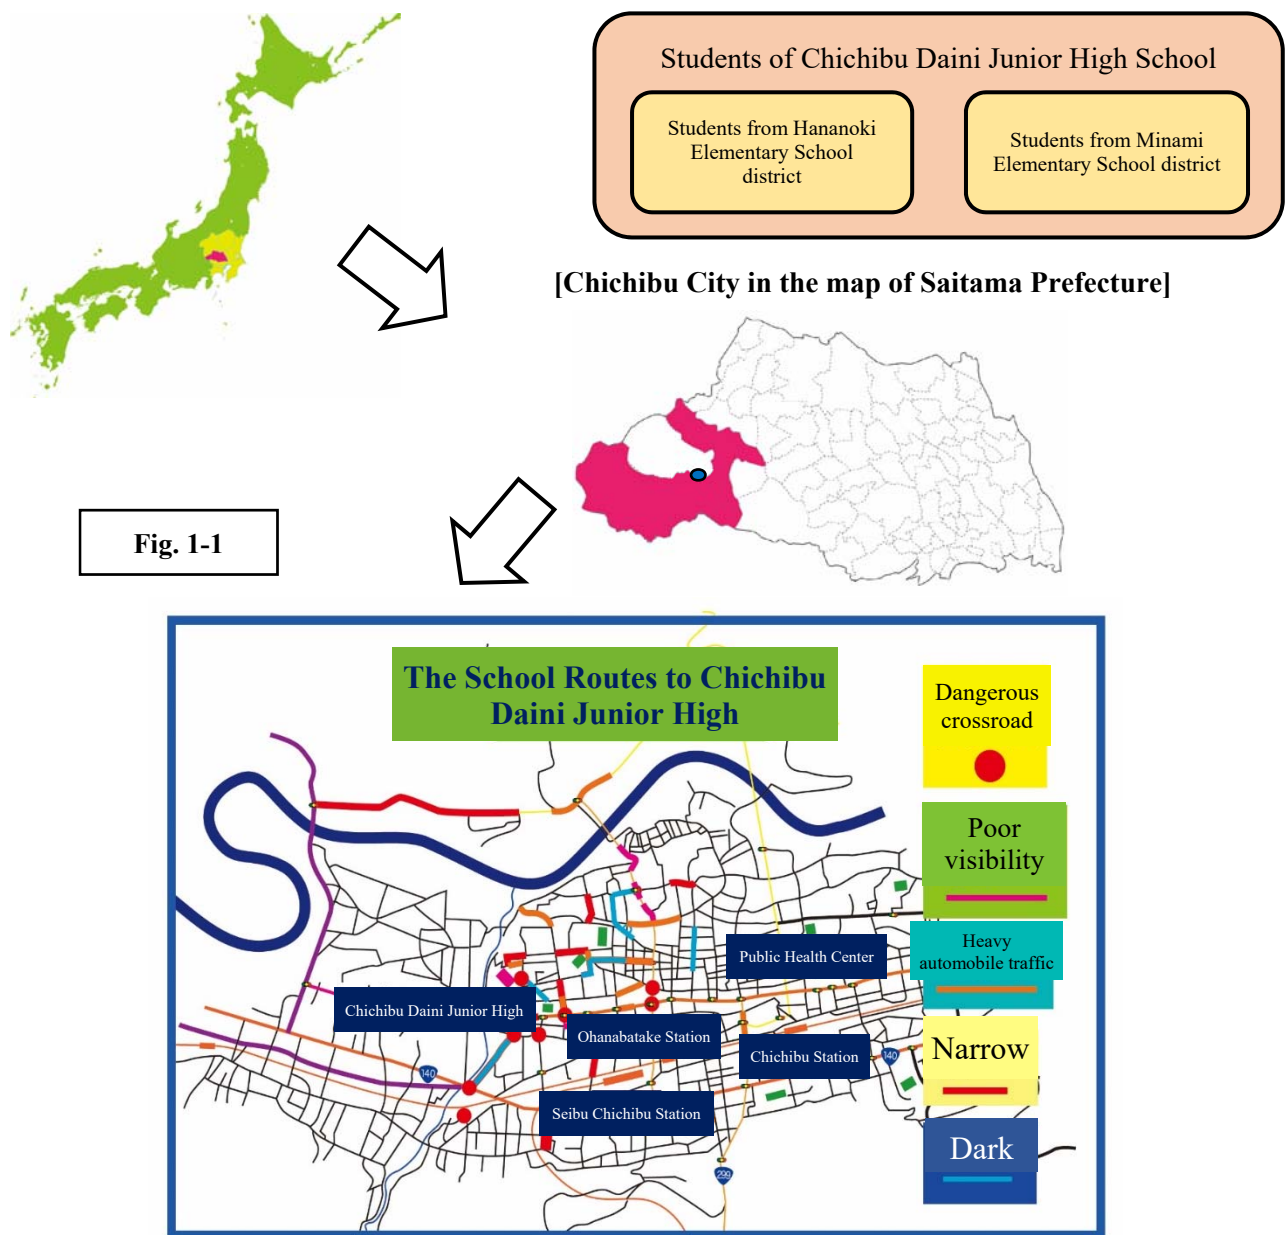 Students of Chichibu Daini Junior High School
Students from Hananoki
Elementary School
district
Students from Minami
Elementary School district
[Chichibu City in the map of Saitama Prefecture]
Fig. 1-1
The School Routes to Chichibu
Daini Junior High
Dangerous
crossroad
Poor
visibility
Heavy
automobile traffic
Narrow
Dark
Public Health Center
Chichibu Daini Junior High
Ohanabatake Station
Chichibu Station
140
140
Seibu Chichibu Station
299